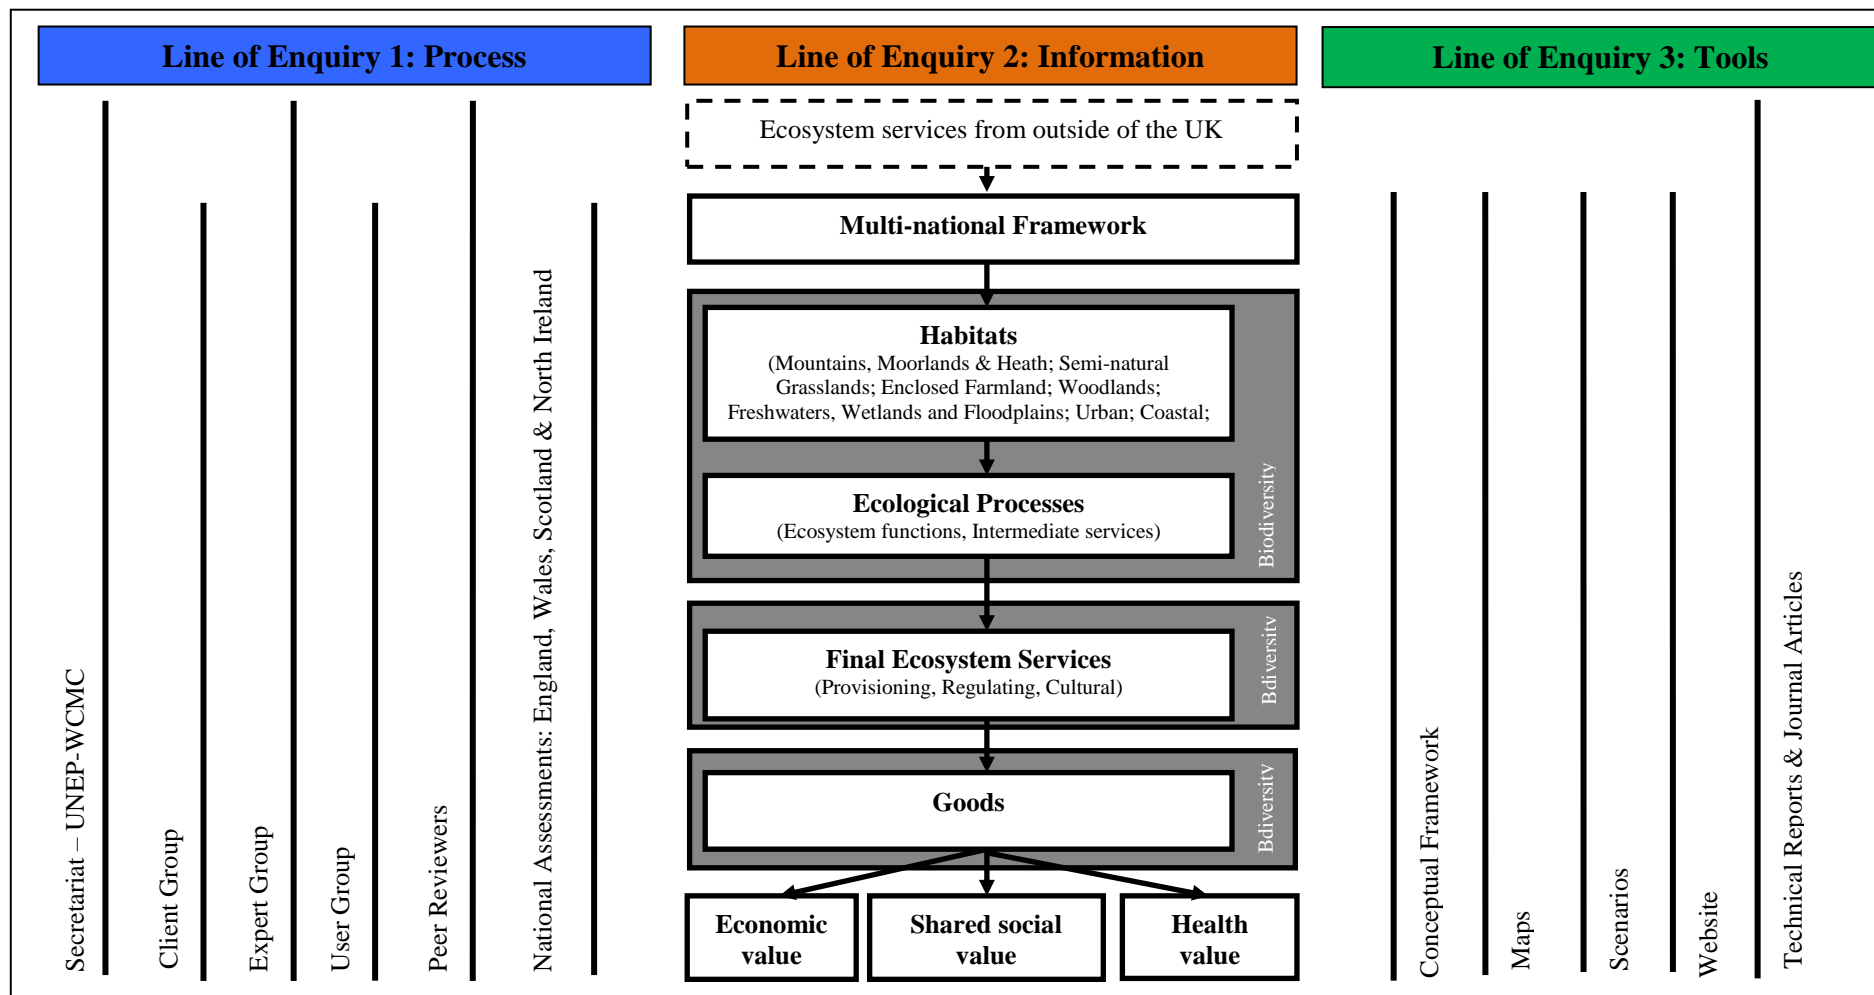 Line of Enquiry 1: Process
Secretariat – UNEP-WCMC
Client Group
Expert Group
User Group
Peer Reviewers
National Assessments: England, Wales, Scotland & North Ireland
Line of Enquiry 2: Information
Ecosystem services from outside of the UK
Multi-national Framework
Habitats
(Mountains, Moorlands & Heath; Semi-natural
Grasslands; Enclosed Farmland; Woodlands;
Freshwaters, Wetlands and Floodplains; Urban; Coastal;
Ecological Processes
(Ecosystem functions, Intermediate services)
Biodiversity
Final Ecosystem Services
(Provisioning, Regulating, Cultural)
Bdiversity
Goods
Bdiversity
Economic
value
Shared social
value
Health
value
Line of Enquiry 3: Tools
Conceptual Framework
Maps
Scenarios
Website
Technical Reports & Journal Articles